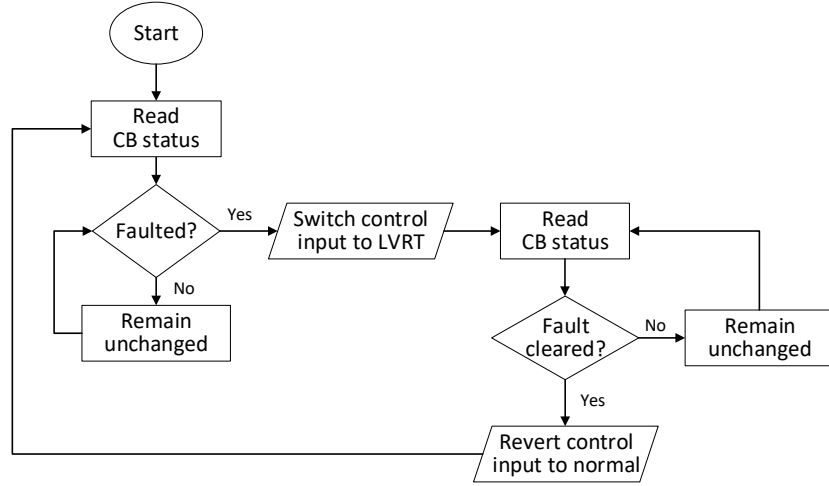 Start
Read
CB status
Faulted?
Yes
No
Remain
unchanged
Switch control
input to LVRT
Read
CB status
Fault
cleared?
No
Remain
unchanged
Yes
Revert control
input to normal